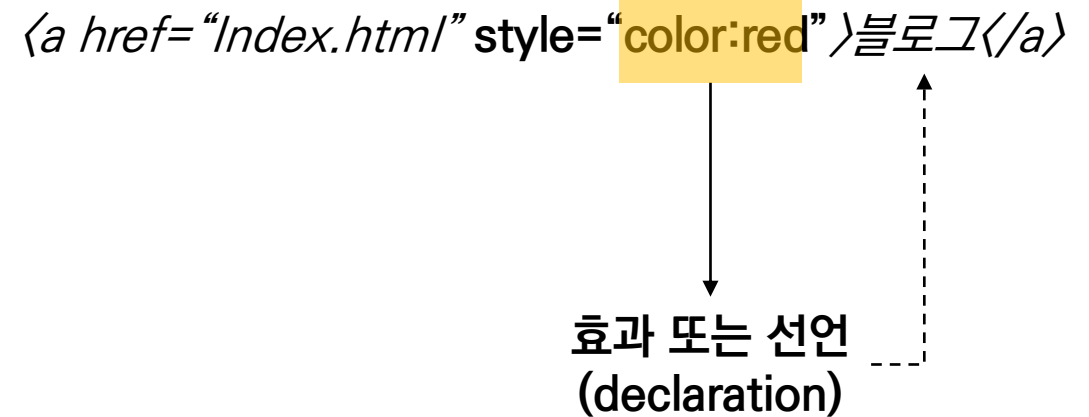 <a href=“Index.html” style=“color:red”>블로그</a>
효과 또는 선언
(declaration)